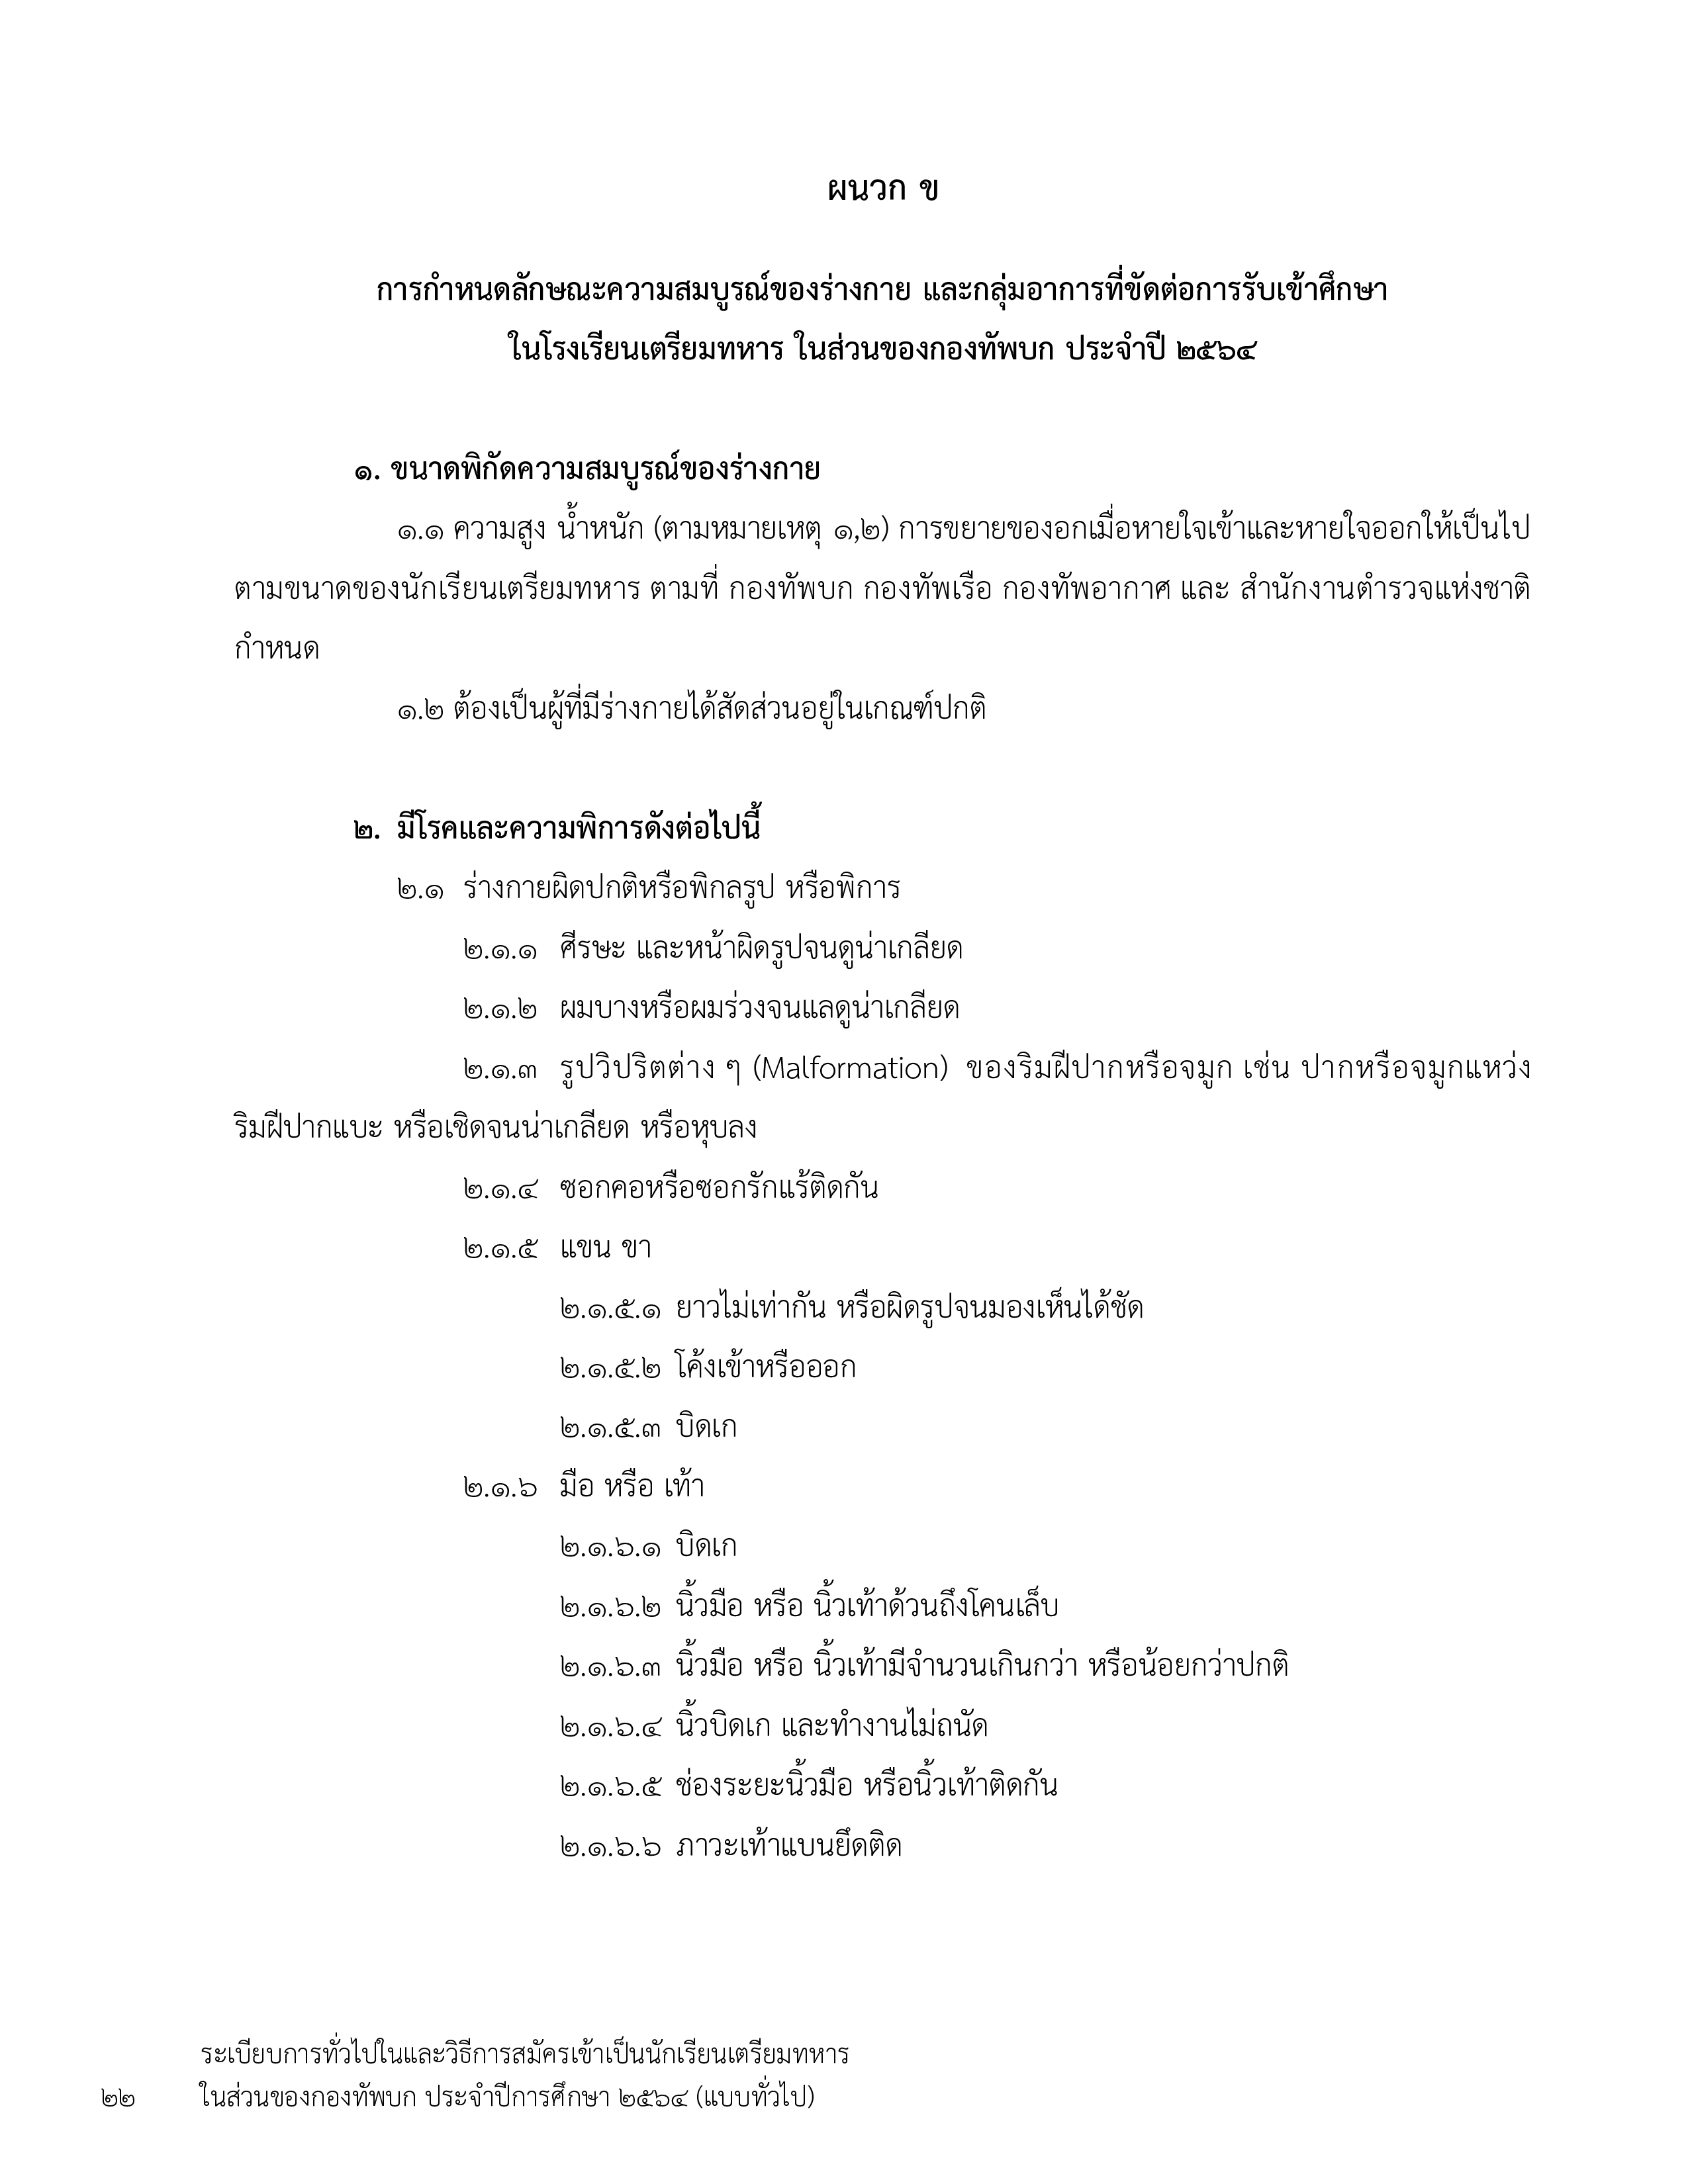 ผนวก ข
การกำหนดลักษณะความสมบูรณ์ของร่างกาย และกลุ่มอาการที่ขัดต่อการรับเข้าศึกษา
ในโรงเรียนเตรียมทหาร ในส่วนของกองทัพบก ประจำปี ๒๕๖๔
๑. ขนาดพิกัดความสมบูรณ์ของร่างกาย
๑.๑ ความสูง น้ำหนัก (ตามหมายเหตุ ๑,๒) การขยายของอกเมื่อหายใจเข้าและหายใจออกให้เป็นไป
ตามขนาดของนักเรียนเตรียมทหาร ตามที่ กองทัพบก กองทัพเรือ กองทัพอากาศ และ สำนักงานตำรวจแห่งชาติ
กำหนด
๑.๒ ต้องเป็นผู้ที่มีร่างกายได้สัดส่วนอยู่ในเกณฑ์ปกติ
๒. มีโรคและความพิการดังต่อไปนี้
๒.๑ ร่างกายผิดปกติหรือพิกลรูป หรือพิการ
๒.๑.๑ ศีรษะ และหน้าผิดรูปจนดูน่าเกลียด
๒.๑.๒ ผมบางหรือผมร่วงจนแลดูน่าเกลียด
๒.๑.๓ รูปวิปริตต่าง ๆ (Malformation) ของริมฝีปากหรือจมูก เช่น ปากหรือจมูกแหว่ง
ริมฝีปากแบะ หรือเชิดจนน่าเกลียด หรือหุบลง
๒.๑.๔ ซอกคอหรือซอกรักแร้ติดกัน
๒.๑.๕ แขน ขา
๒.๑.๕.๑ ยาวไม่เท่ากัน หรือผิดรูปจนมองเห็นได้ชัด
๒.๑.๕.๒ โค้งเข้าหรือออก
๒.๑.๕.๓ บิดเก
๒.๑.๖ มือ หรือ เท้า
๒.๑.๖.๑ บิดเก
๒.๑.๖.๒ นิ้วมือ หรือ นิ้วเท้าด้วนถึงโคนเล็บ
๒.๑.๖.๓ นิ้วมือ หรือ นิ้วเท้ามีจำนวนเกินกว่า หรือน้อยกว่าปกติ
๒.๑.๖.๔ นิ้วบิดเก และทำงานไม่ถนัด
๒.๑.๖.๕ ช่องระยะนิ้วมือ หรือนิ้วเท้าติดกัน
๒.๑.๖.๖ ภาวะเท้าแบนยึดติด
ระเบียบการทั่วไปในและวิธีการสมัครเข้าเป็นนักเรียนเตรียมทหาร
๒๒ ในส่วนของกองทัพบก ประจำปีการศึกษา ๒๕๖๔ (แบบทั่วไป)